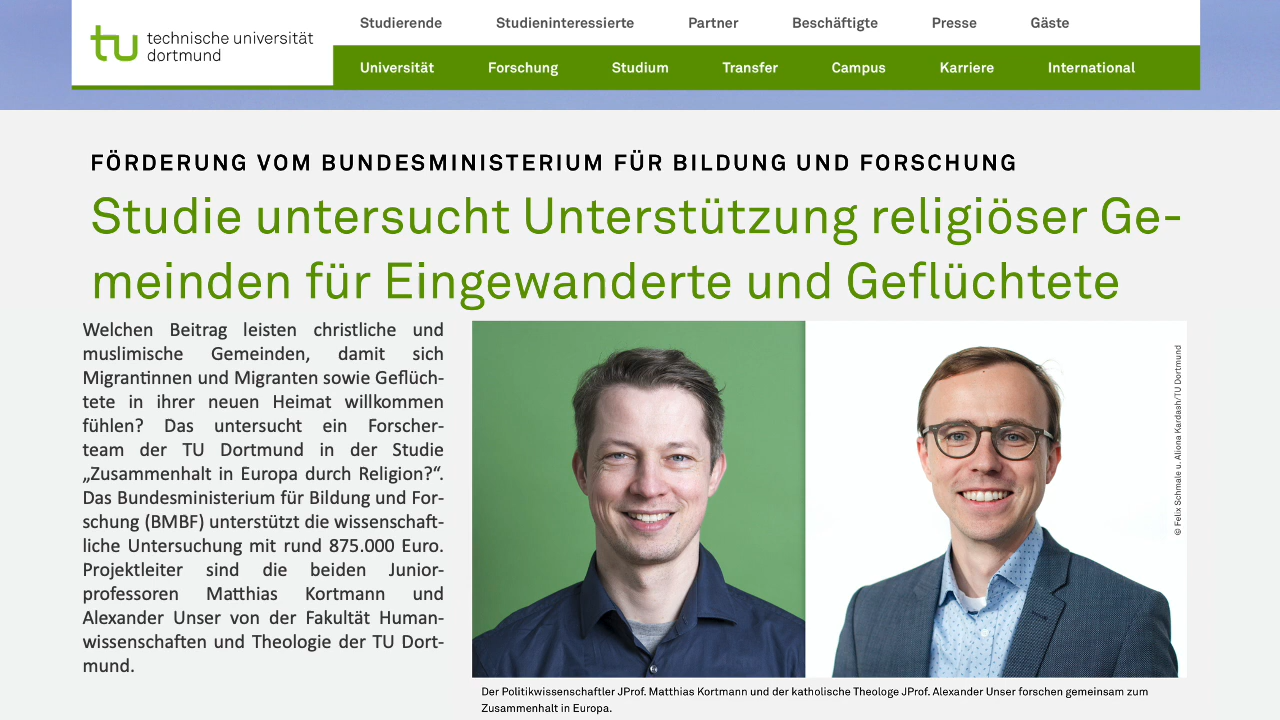 tu technische universität
dortmund
Studierende Studieninteressierte Partner Beschäftigte Presse Gäste
Universität Forschung Studium Transfer Campus Karriere International
FÖRDERUNG VOM BUNDESMINISTERIUM FÜR BILDUNG UND FORSCHUNG
Studie untersucht Unterstützung religiöser Ge-
meinden für Eingewanderte und Geflüchtete
Welchen Beitrag leisten christliche und
muslimische Gemeinden, damit sich
Migrantinnen und Migranten sowie Geflüch-
tete in ihrer neuen Heimat willkommen
fühlen? Das untersucht ein Forscher-
team der TU Dortmund in der Studie
„Zusammenhalt in Europa durch Religion?“.
Das Bundesministerium für Bildung und For-
schung (BMBF) unterstützt die wissenschaft-
liche Untersuchung mit rund 875.000 Euro.
Projektleiter sind die beiden Junior-
professoren Matthias Kortmann und
Alexander Unser von der Fakultät Human-
wissenschaften und Theologie der TU Dort-
mund.
© Felix Schmale u. Aliona Kardash/TU Dortmund
Der Politikwissenschaftler JProf. Matthias Kortmann und der katholische Theologe JProf. Alexander Unser forschen gemeinsam zum
Zusammenhalt in Europa.